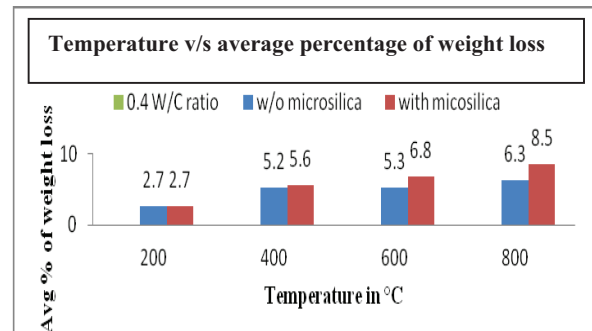 Temperature v/s average percentage of weight loss
0.4 W/C ratio w/o microsilica with micosilica
Avg % of weight loss
10
0
2.7 2.7 5.2 5.6 5.3 6.8 6.3 8.5
200 400 600 800
Temperature in °C